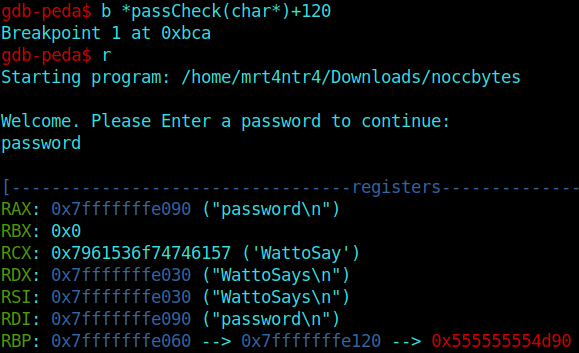 gdb-peda$ b *passCheck(char*)+120
Breakpoint 1 at 0xbca
gdb-peda$ r
Starting program: /home/mrt4ntr4/Downloads/noccbytes
Welcome. Please Enter a password to continue:
password
[----------------------------------registers--------------
RAX: 0x7fffffffe090 ("password\n")
RBX: 0x0
RCX: 0x7961536f74746157 ('WattoSay')
RDX: 0x7fffffffe030 ("WattoSays\n")
RSI: 0x7fffffffe030 ("WattoSays\n")
RDI: 0x7fffffffe090 ("password\n")
RBP: 0x7fffffffe060 --> 0x7fffffffe120 --> 0x555555554d90